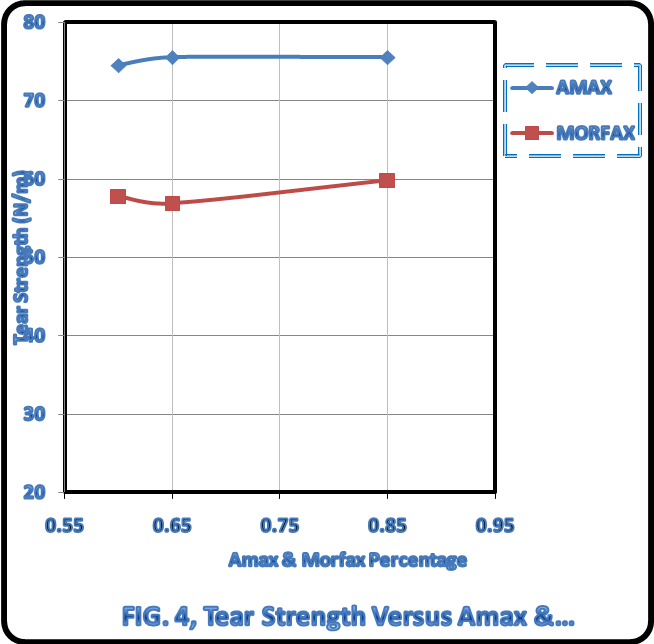 80
70
60
50
40
30
20
Tear Strength (N/m)
0.55 0.65 0.75 0.85 0.95
Amax & Morfax Percentage
AMAX
MORFAX
FIG. 4, Tear Strength Versus Amax &...